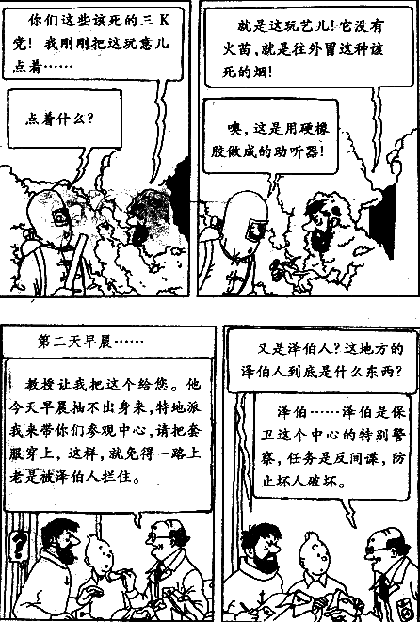 你们这些该死的三K
党！我刚刚把这玩意儿
点着……
点着什么？
就是这玩艺儿！它没有
火苗，就是往外冒这种该
死的烟！
噢，这是用硬橡
胶做成的助听器！
第二天早晨……
教授让我把这个给您。他
今天早晨抽不出身来，特地派
我来带你们参观中心，请把套
服穿上，这样，就免得一路上
老是被泽伯人拦住。
?
又是泽伯人？这地方的
泽伯人到底是什么东西？
泽伯……泽伯是保
卫这个中心的特别警
察，任务是反间谍，防
止坏人破坏。